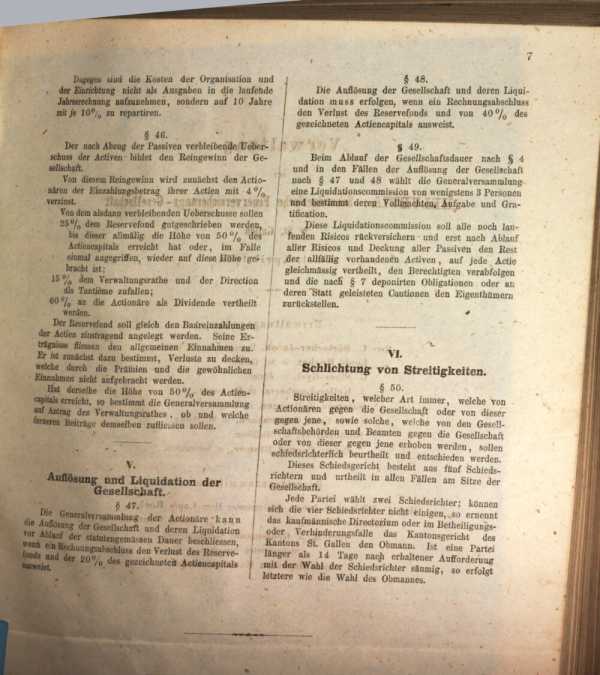 7
Dagegen sind die Kosten der Organisation und
der Einrichtung nicht als Ausgaben in die laufende
Jahresrechnung aufzunehmen, sondern auf 10 Jahre
mit je 10% zu repartiren.
§ 46.
Der nach Abzug der Passiven verbleibende Ueber-
schuss der Activen bildet den Reingewinn der Ge-
sellschaft.
Von diesem Reingewinn wird zunächst den Actio-
nären der Einzahlungsbetrag ihrer Actien mit 4%
verzinst.
Von dem alsdann verbleibenden Ueberschusse sollen
25% dem Reservefond gutgeschrieben werden,
bis dieser allmälig die Höhe von 50% des
Actiencapitals erreicht hat oder, im Falle
einmal angegriffen, wieder auf diese Höhe ge-
bracht ist;
15% dem Verwaltungsrathe und der Direction
als Tantième zufallen;
60% an die Actionäre als Dividende vertheilt
werden.
Der Reservefond soll gleich den Baareinzahlungen
der Actien zinstragend angelegt werden. Seine Er-
trägnisse fliessen den allgemeinen Einnahmen zu.
Er ist zunächst dazu bestimmt, Verluste zu decken,
welche durch die Prämien und die gewöhnlichen
Einnahmen nicht aufgebracht werden.
Hat derselbe die Höhe von 50% des Actien-
capitals erreicht, so bestimmt die Generalversammlung
auf Antrag des Verwaltungsrathes, ob und welche
ferneren Beiträge demselben zufliessen sollen.
V.
Auflösung und Liquidation der
Gesellschaft.
§ 47.
Die Generalversammlung der Actionäre kann
die Auflösung der Gesellschaft und deren Liquidation
vor Ablauf der statutengemässen Dauer beschliessen,
wenn ein Rechnungsabschluss den Verlust des Reserve-
fonds und der 20% des gezeichneten Actiencapitals
ausweist.
§ 48.
Die Auflösung der Gesellschaft und deren Liqui-
dation muss erfolgen, wenn ein Rechnungsabschluss
den Verlust des Reservefonds und von 40% des
gezeichneten Actiencapitals ausweist.
§ 49.
Beim Ablauf der Gesellschaftsdauer nach § 4
und in den Fällen der Auflösung der Gesellschaft
nach § 47 und 48 wählt die Generalversammlung
eine Liquidationscommission von wenigstens 3 Personen
und bestimmt deren Vollmachten, Aufgabe und Gra-
tification.
Diese Liquidationscommission soll alle noch lau-
fenden Risicos rückversichern und erst nach Ablauf
aller Risicos und Deckung aller Passiven den Rest
der allfällig vorhandenen Activen, auf jede Actie
gleichmässig vertheilt, den Berechtigten verabfolgen
und die nach § 7 deponirten Obligationen oder an
deren Statt geleisteten Cautionen den Eigenthümern
zurückstellen.
VI.
Schlichtung von Streitigkeiten.
§ 50.
Streitigkeiten, welcher Art immer, welche von
Actionären gegen die Gesellschaft oder von dieser
gegen jene, sowie solche, welche von den Gesell-
schaftsbehörden und Beamten gegen die Gesellschaft
oder von dieser gegen jene erhoben werden, sollen
schiedsrichterlich beurtheilt und entschieden werden.
Dieses Schiedsgericht besteht aus fünf Schieds-
richtern und urtheilt in allen Fällen am Sitze der
Gesellschaft.
Jede Partei wählt zwei Schiedsrichter; können
sich die vier Schiedsrichter nicht einigen, so ernennt
das kaufmännische Directorium oder im Betheiligungs-
oder Verhinderungsfalle das Kantonsgericht des
Kantons St. Gallen den Obmann. Ist eine Partei
länger als 14 Tage nach erhaltener Aufforderung
mit der Wahl der Schiedsrichter säumig, so erfolgt
letztere wie die Wahl des Obmannes.